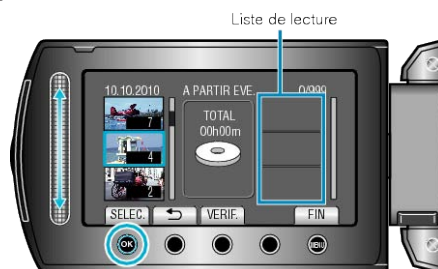 Liste de lecture
10.10.2010 A PARTIR EVE. 0/999
7
TOTAL
00h00m
4
2
SELEC. VERIF. FIN
OK MENU